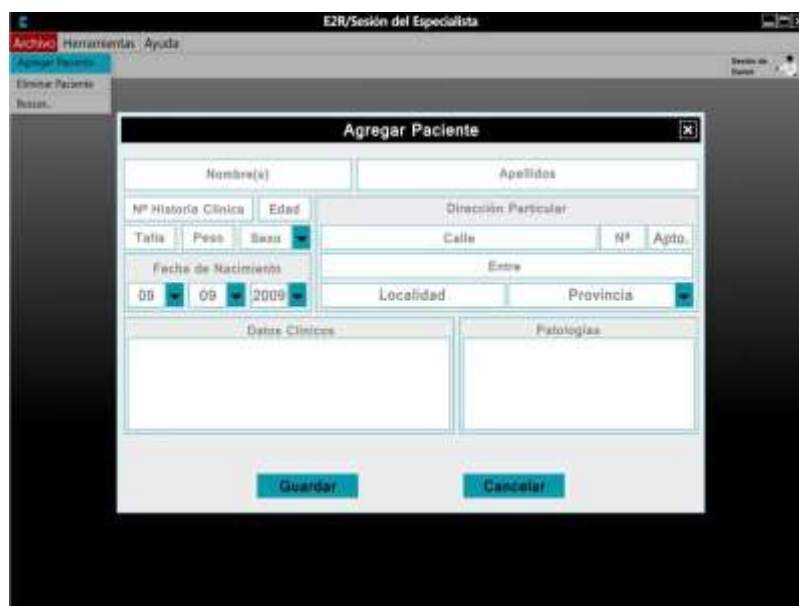 E2R/Sesión del Especialista
Archivo Herramientas Ayuda
Agregar Paciente
Eliminar Paciente
Buscar..
Sesión de
Agregar Paciente
Nombre(s) Apellidos
Nº Historia Clínica Edad Dirección Particular
Talla Peso Sexo Calle Nº Apto.
Fecha de Nacimiento Entre
09 09 2009 Localidad Provincia
Datos Clínicos Patologías
Guardar Cancelar